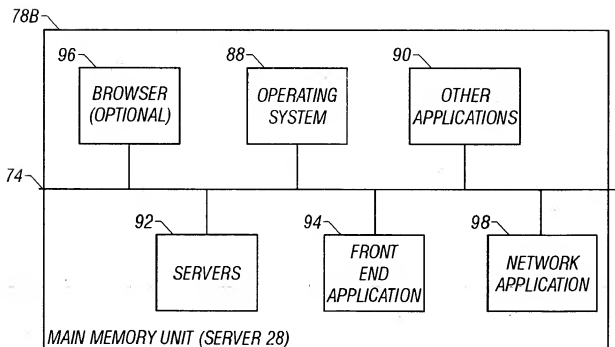 78B
96
88
90
BROWSER
(OPTIONAL)
OPERATING
SYSTEM
OTHER
APPLICATIONS
74
92
94
98
SERVERS
FRONT
END
APPLICATION
NETWORK
APPLICATION
MAIN MEMORY UNIT (SERVER 28)